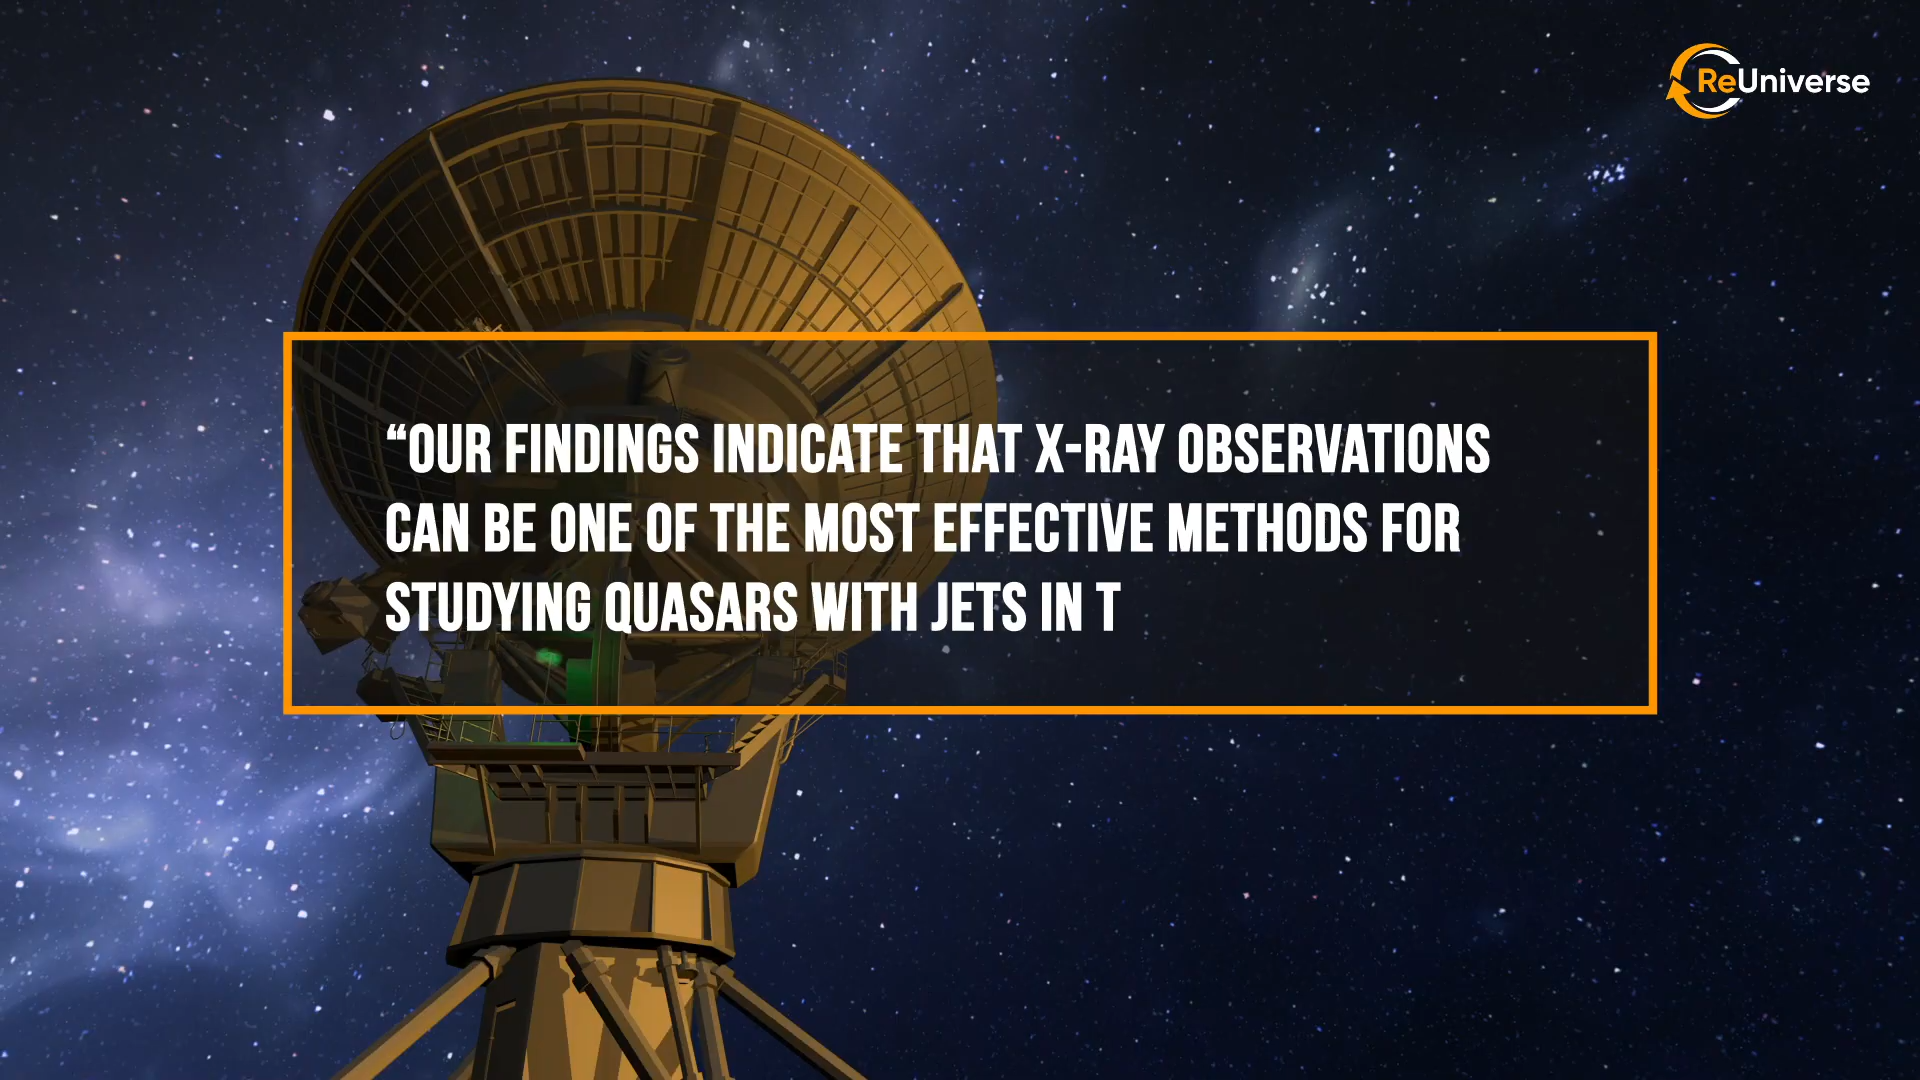 ReUniverse
“OUR FINDINGS INDICATE THAT X-RAY OBSERVATIONS
CAN BE ONE OF THE MOST EFFECTIVE METHODS FOR
STUDYING QUASARS WITH JETS IN T